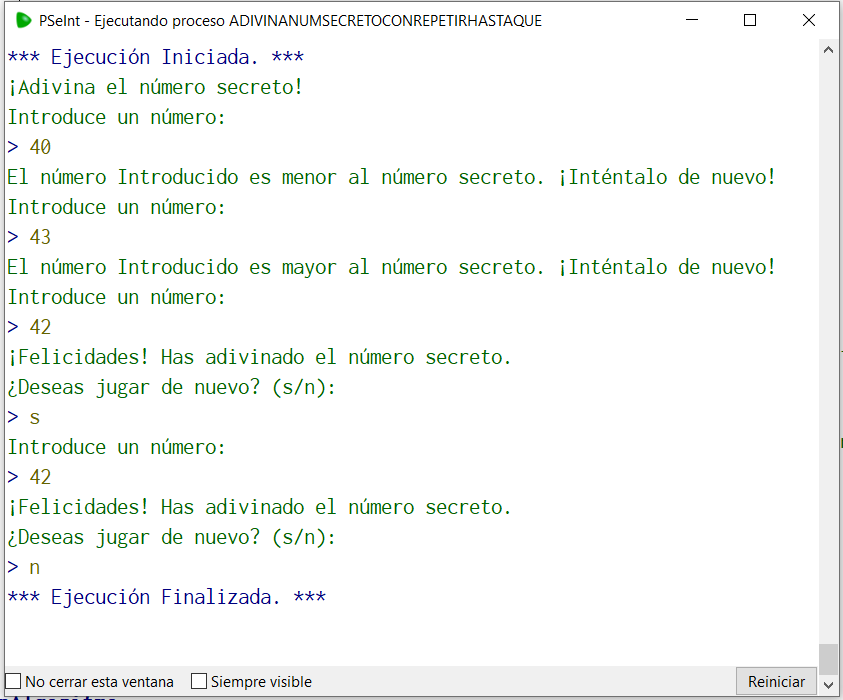 PSeInt - Ejecutando proceso ADIVINANUMSECRETOCONREPETIRHASTAQUE
*** Ejecución Iniciada. ***
¡Adivina el número secreto!
Introduce un número:
> 40
El número Introducido es menor al número secreto. ¡Inténtalo de nuevo!
Introduce un número:
> 43
El número Introducido es mayor al número secreto. ¡Inténtalo de nuevo!
Introduce un número:
> 42
¡Felicidades! Has adivinado el número secreto.
¿Deseas jugar de nuevo? (s/n):
> s
Introduce un número:
> 42
¡Felicidades! Has adivinado el número secreto.
¿Deseas jugar de nuevo? (s/n):
> n
*** Ejecución Finalizada. ***
No cerrar esta ventana Siempre visible Reiniciar